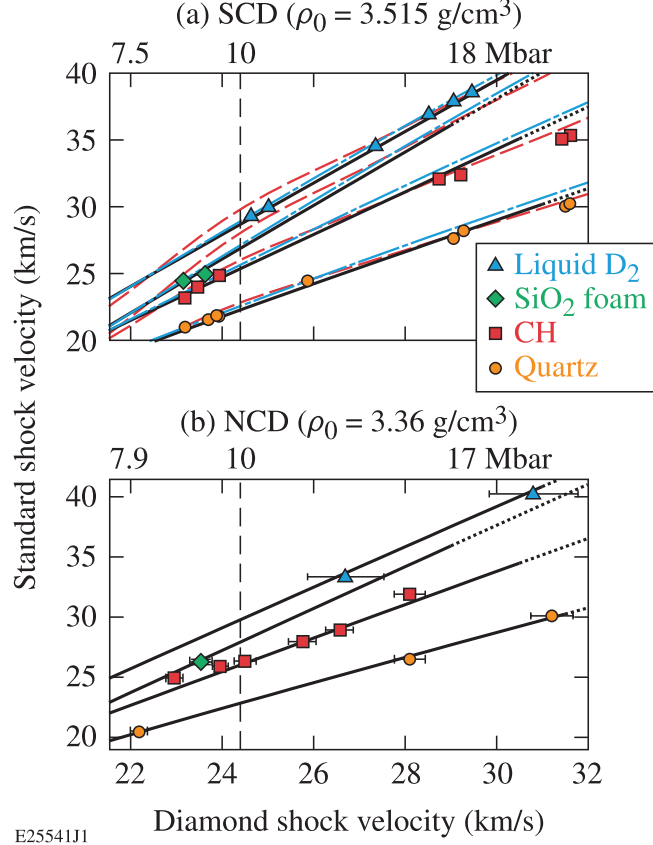 (a) SCD (ρ0 = 3.515 g/cm3)
7.5 10 18 Mbar
40
35
30
25
20
Liquid D2
SiO2 foam
CH
Quartz
Standard shock velocity (km/s)
(b) NCD (ρ0 = 3.36 g/cm3)
7.9 10 17 Mbar
40
35
30
25
20
22 24 26 28 30 32
Diamond shock velocity (km/s)
E25541J1